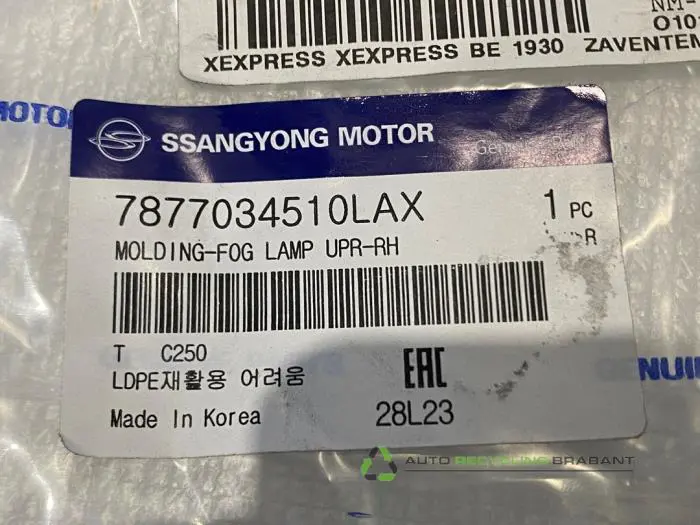 NM-
XEXPRESS XEXPRESS BE 1930 ZAVENTEM
SSANGYONG MOTOR
7877034510LAX 1 PC
MOLDING-FOG LAMP UPR-RH
T C250
LDPE재활용 어려움
EAC
Made In Korea 28L23
AUTO RECYCLING BRABANT